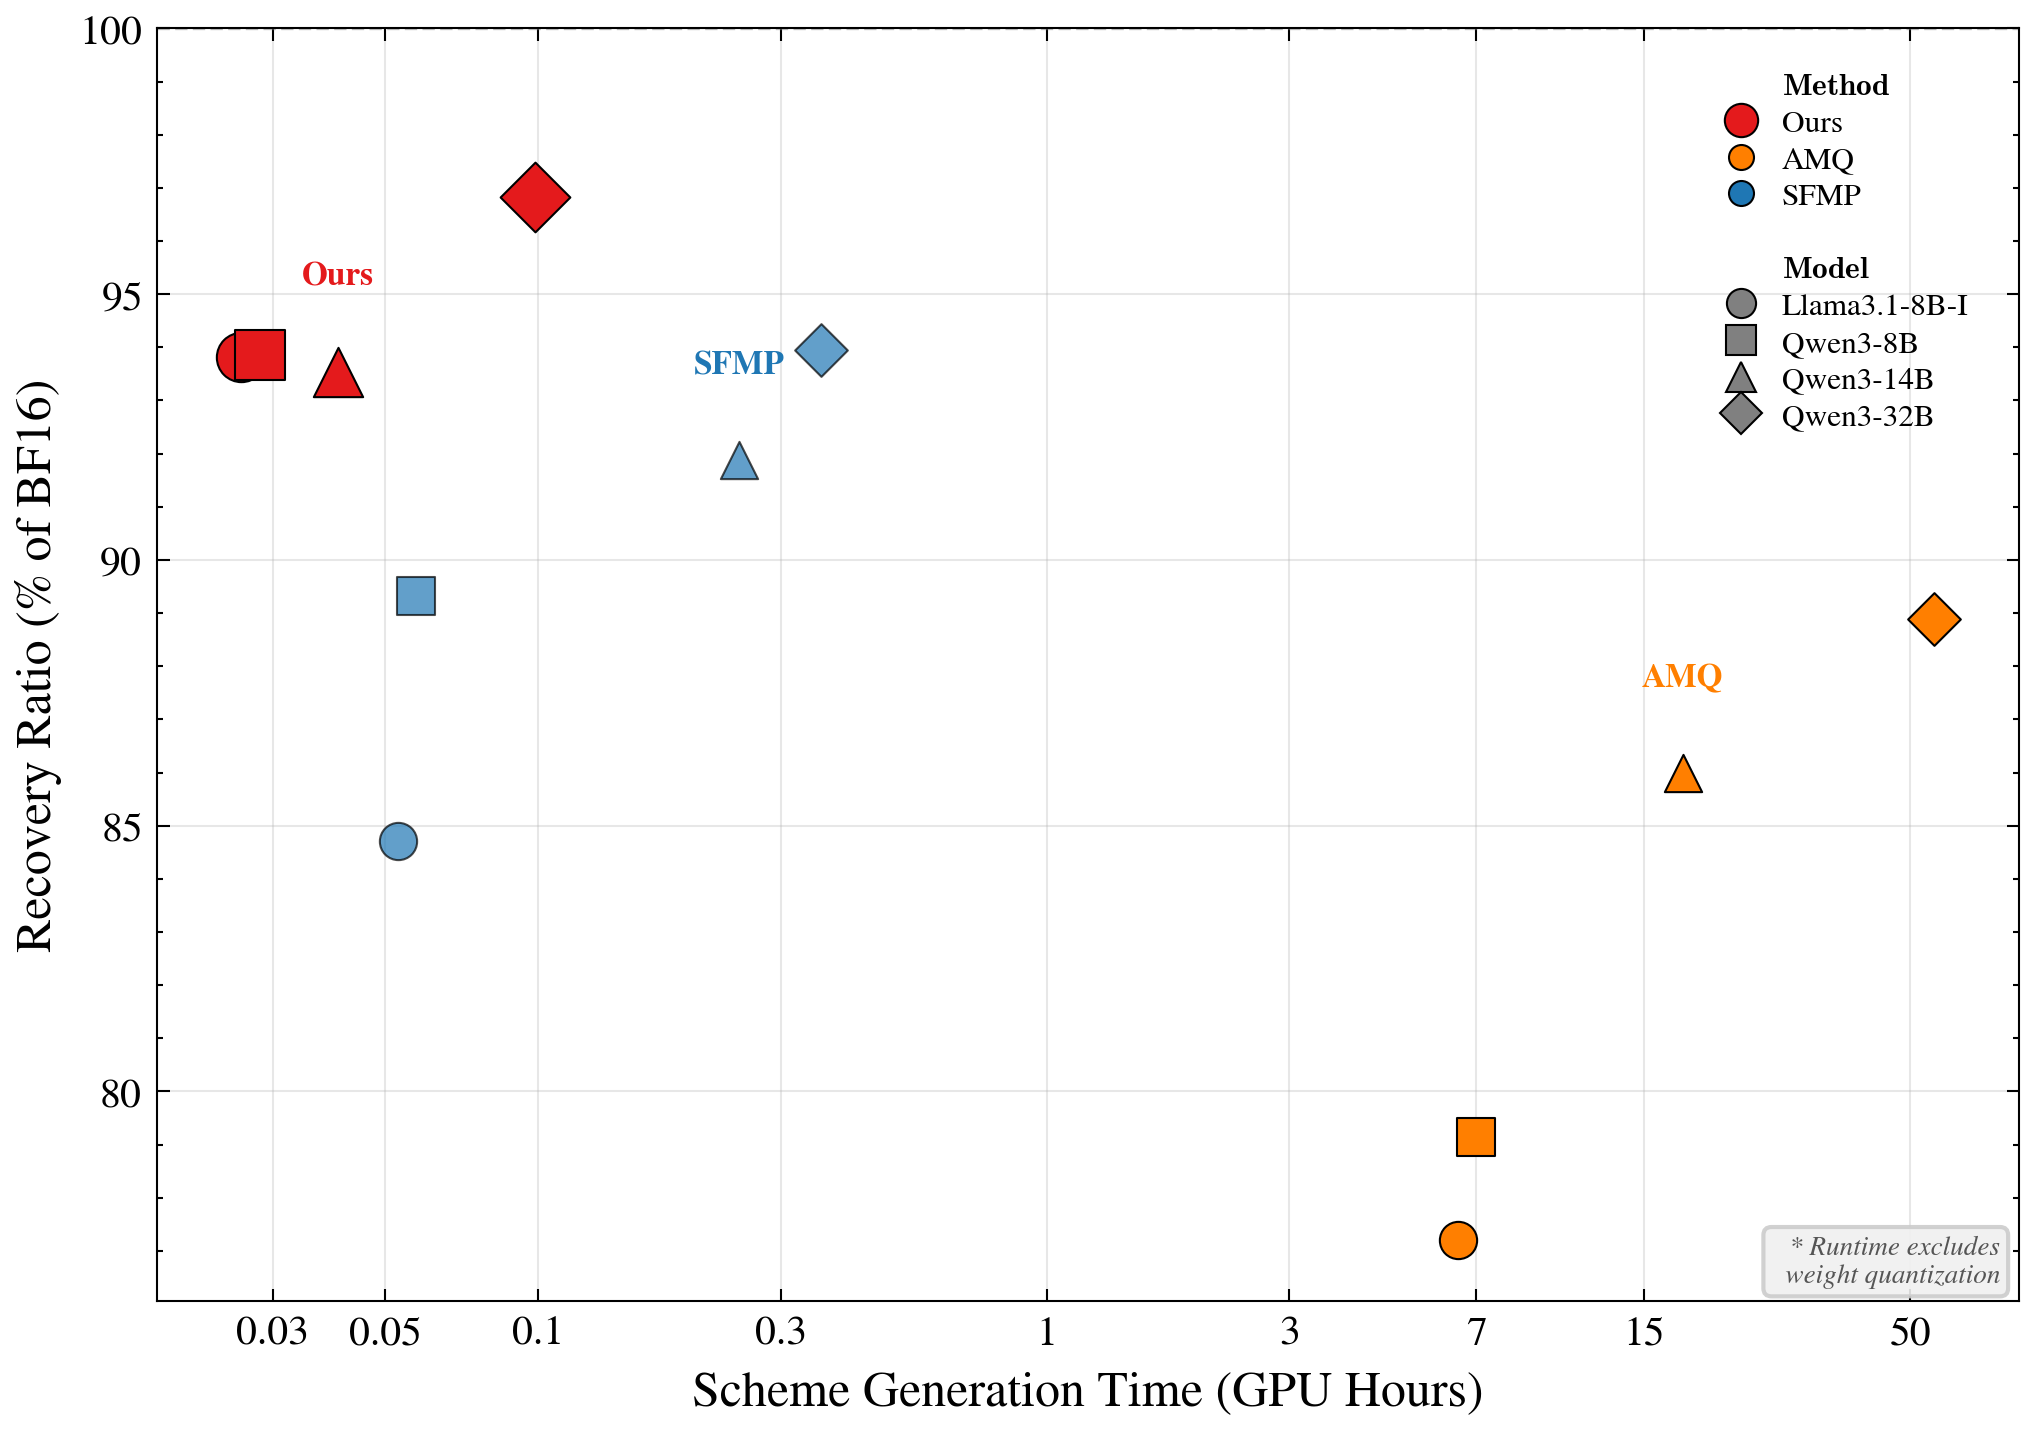 100
95
90
85
80
Recovery Ratio (% of BF16)
Method
Ours
AMQ
SFMP
Model
Llama3.1-8B-I
Qwen3-8B
Qwen3-14B
Qwen3-32B
Ours
SFMP
AMQ
* Runtime excludes
weight quantization
0.03
0.05
0.1
0.3
1
3
7
15
50
Scheme Generation Time (GPU Hours)